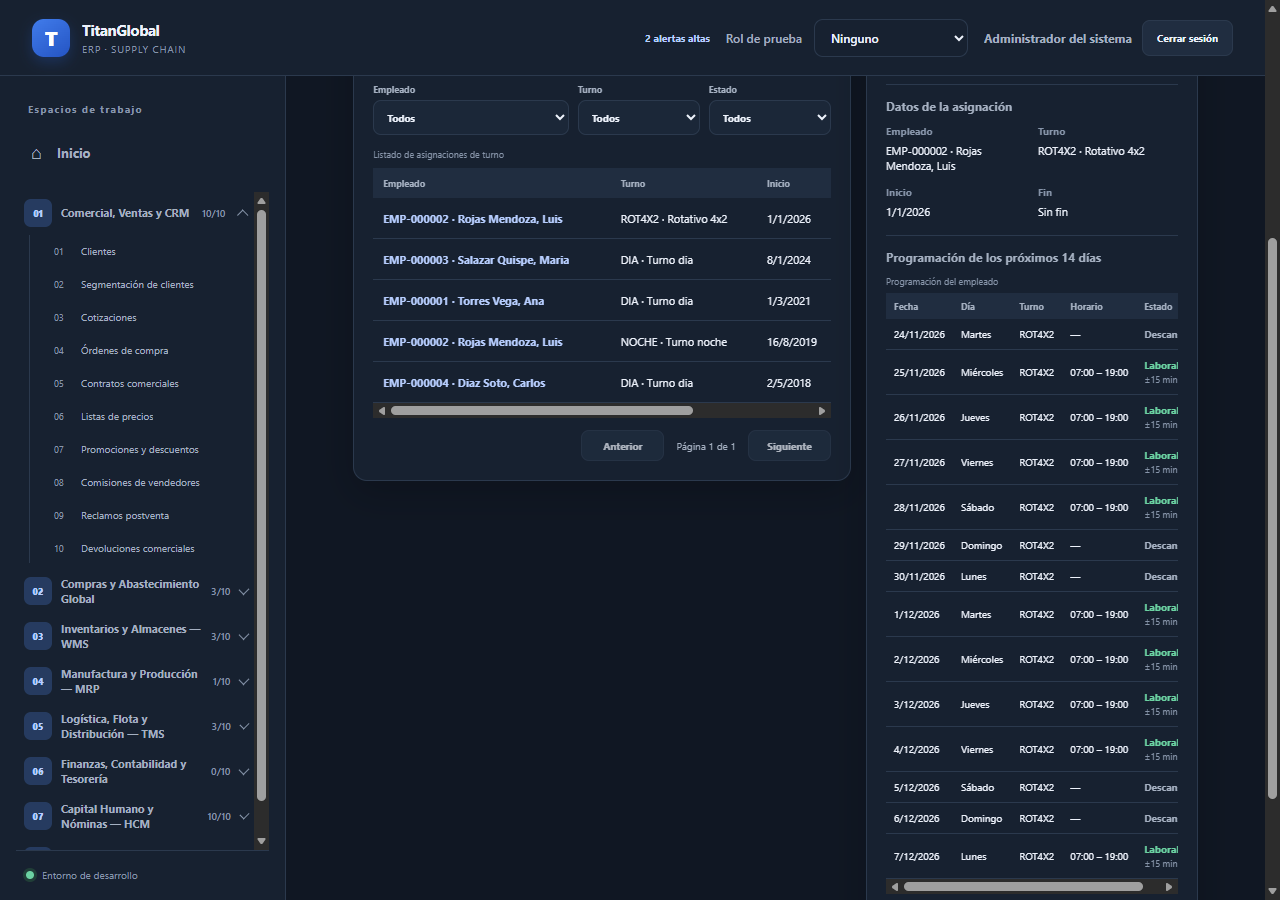 T
TitanGlobal
ERP · SUPPLY CHAIN
2 alertas altas
Rol de prueba
Ninguno
Administrador del sistema
Cerrar sesión
Espacios de trabajo
Inicio
01 Comercial, Ventas y CRM 10/10
01 Clientes
02 Segmentación de clientes
03 Cotizaciones
04 Órdenes de compra
05 Contratos comerciales
06 Listas de precios
07 Promociones y descuentos
08 Comisiones de vendedores
09 Reclamos postventa
10 Devoluciones comerciales
02 Compras y Abastecimiento Global 3/10
03 Inventarios y Almacenes — WMS 3/10
04 Manufactura y Producción — MRP 1/10
05 Logística, Flota y Distribución — TMS 3/10
06 Finanzas, Contabilidad y Tesorería 0/10
07 Capital Humano y Nóminas — HCM 10/10
Entorno de desarrollo
Empleado Turno Estado
Todos Todos Todos
Listado de asignaciones de turno
Empleado Turno Inicio
EMP-000002 · Rojas Mendoza, Luis ROT4X2 · Rotativo 4x2 1/1/2026
EMP-000003 · Salazar Quispe, Maria DIA · Turno dia 8/1/2024
EMP-000001 · Torres Vega, Ana DIA · Turno dia 1/3/2021
EMP-000002 · Rojas Mendoza, Luis NOCHE · Turno noche 16/8/2019
EMP-000004 · Diaz Soto, Carlos DIA · Turno dia 2/5/2018
Anterior Página 1 de 1 Siguiente
Datos de la asignación
Empleado Turno
EMP-000002 · Rojas Mendoza, Luis ROT4X2 · Rotativo 4x2
Inicio Fin
1/1/2026 Sin fin
Programación de los próximos 14 días
Programación del empleado
Fecha Día Turno Horario Estado
24/11/2026 Martes ROT4X2 — Descan
25/11/2026 Miércoles ROT4X2 07:00 – 19:00 Laboral
±15 min
26/11/2026 Jueves ROT4X2 07:00 – 19:00 Laboral
±15 min
27/11/2026 Viernes ROT4X2 07:00 – 19:00 Laboral
±15 min
28/11/2026 Sábado ROT4X2 07:00 – 19:00 Laboral
±15 min
29/11/2026 Domingo ROT4X2 — Descan
30/11/2026 Lunes ROT4X2 — Descan
1/12/2026 Martes ROT4X2 07:00 – 19:00 Laboral
±15 min
2/12/2026 Miércoles ROT4X2 07:00 – 19:00 Laboral
±15 min
3/12/2026 Jueves ROT4X2 07:00 – 19:00 Laboral
±15 min
4/12/2026 Viernes ROT4X2 07:00 – 19:00 Laboral
±15 min
5/12/2026 Sábado ROT4X2 — Descan
6/12/2026 Domingo ROT4X2 — Descan
7/12/2026 Lunes ROT4X2 07:00 – 19:00 Laboral
±15 min